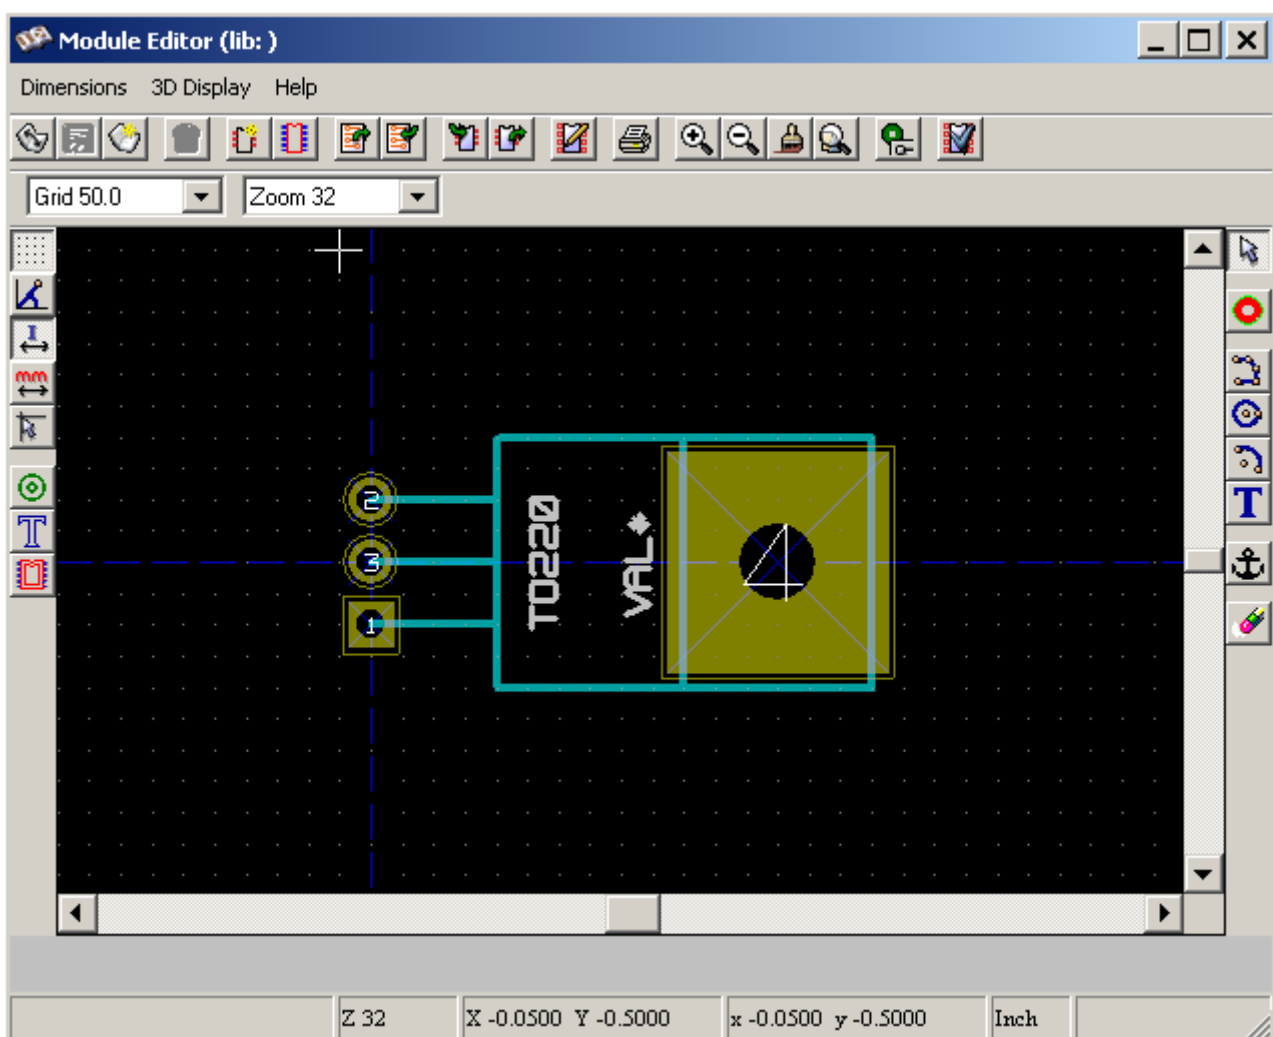 Module Editor (lib: )
Dimensions 3D Display Help
Grid 50.0 Zoom 32
I
mm
T
T
2
3
1
TO220
VAL
4
Z 32 X -0.0500 Y -0.5000 x -0.0500 y -0.5000 Inch